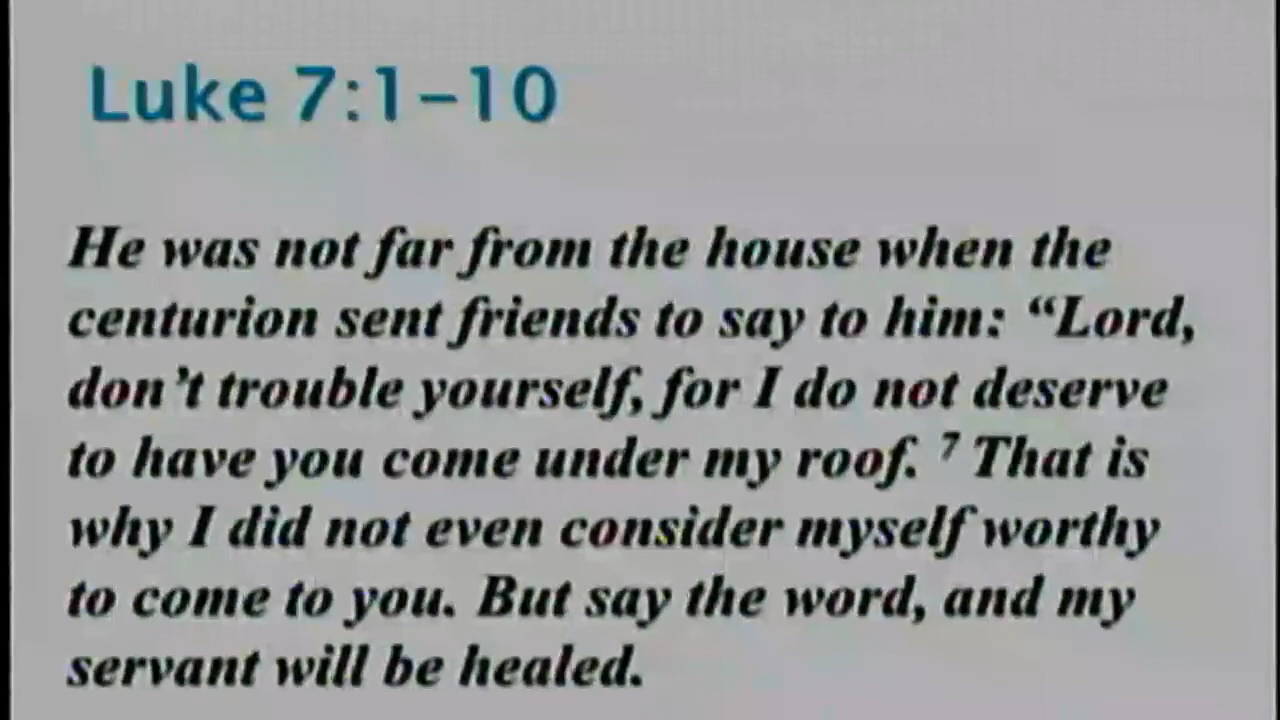 Luke 7:1–10
He was not far from the house when the
centurion sent friends to say to him: “Lord,
don’t trouble yourself, for I do not deserve
to have you come under my roof. ⁷ That is
why I did not even consider myself worthy
to come to you. But say the word, and my
servant will be healed.